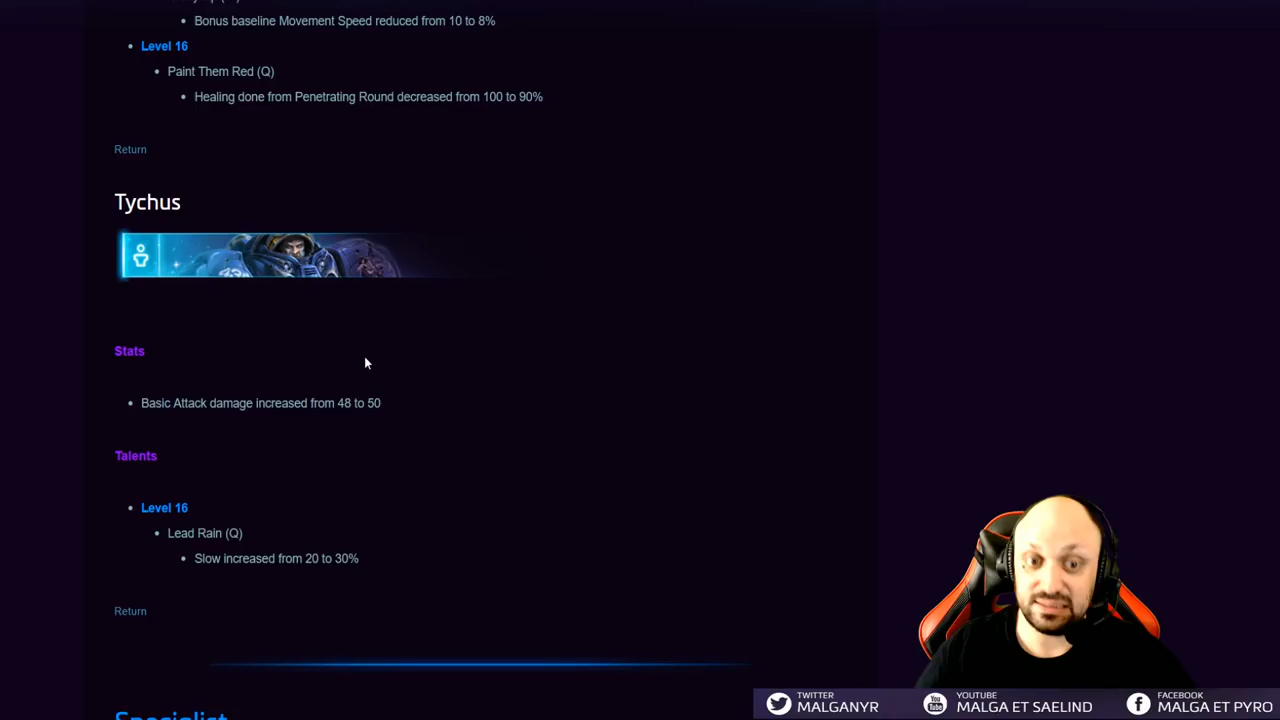 Bonus baseline Movement Speed reduced from 10 to 8%
Level 16
Paint Them Red (Q)
Healing done from Penetrating Round decreased from 100 to 90%
Return
Tychus
Stats
Basic Attack damage increased from 48 to 50
Talents
Level 16
Lead Rain (Q)
Slow increased from 20 to 30%
Return
Specialist
TWITTER
MALGANYR
YOUTUBE
MALGA ET SAELIND
FACEBOOK
MALGA ET PYRO